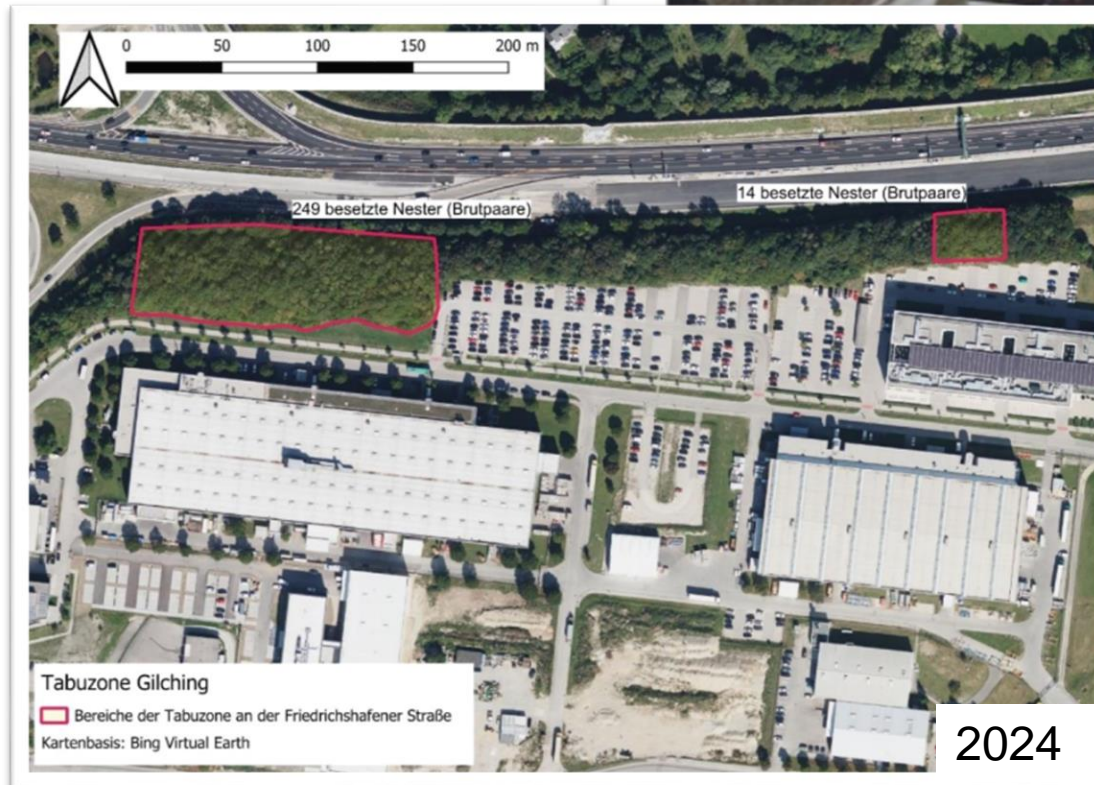 0 50 100 150 200 m
14 besetzte Nester (Brutpaare)
249 besetzte Nester (Brutpaare)
Tabuzone Gilching
Bereiche der Tabuzone an der Friedrichshafener Straße
Kartenbasis: Bing Virtual Earth
2024